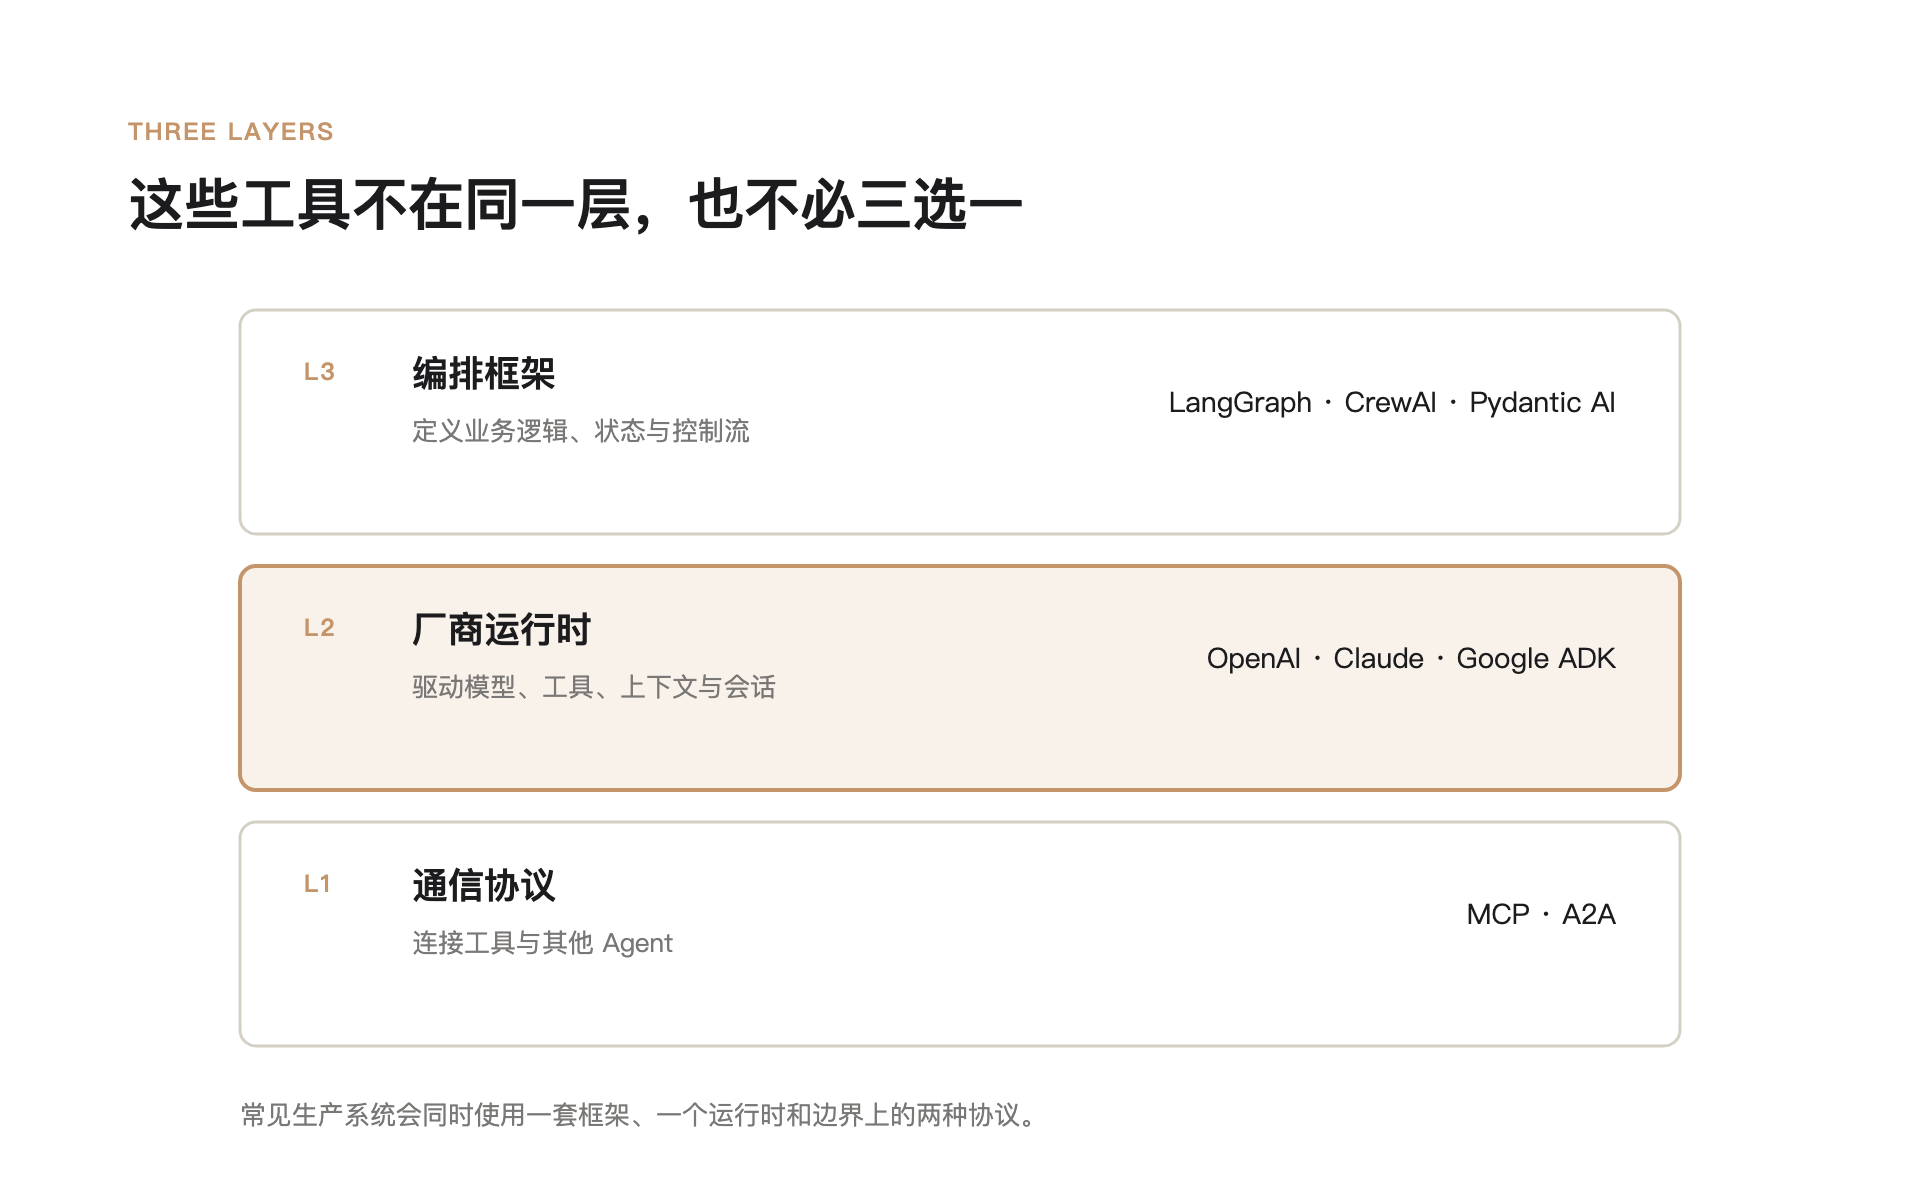 THREE LAYERS
这些工具不在同一层，也不必三选一
L3
编排框架
定义业务逻辑、状态与控制流
LangGraph · CrewAI · Pydantic AI
L2
厂商运行时
驱动模型、工具、上下文与会话
OpenAI · Claude · Google ADK
L1
通信协议
连接工具与其他 Agent
MCP · A2A
常见生产系统会同时使用一套框架、一个运行时和边界上的两种协议。